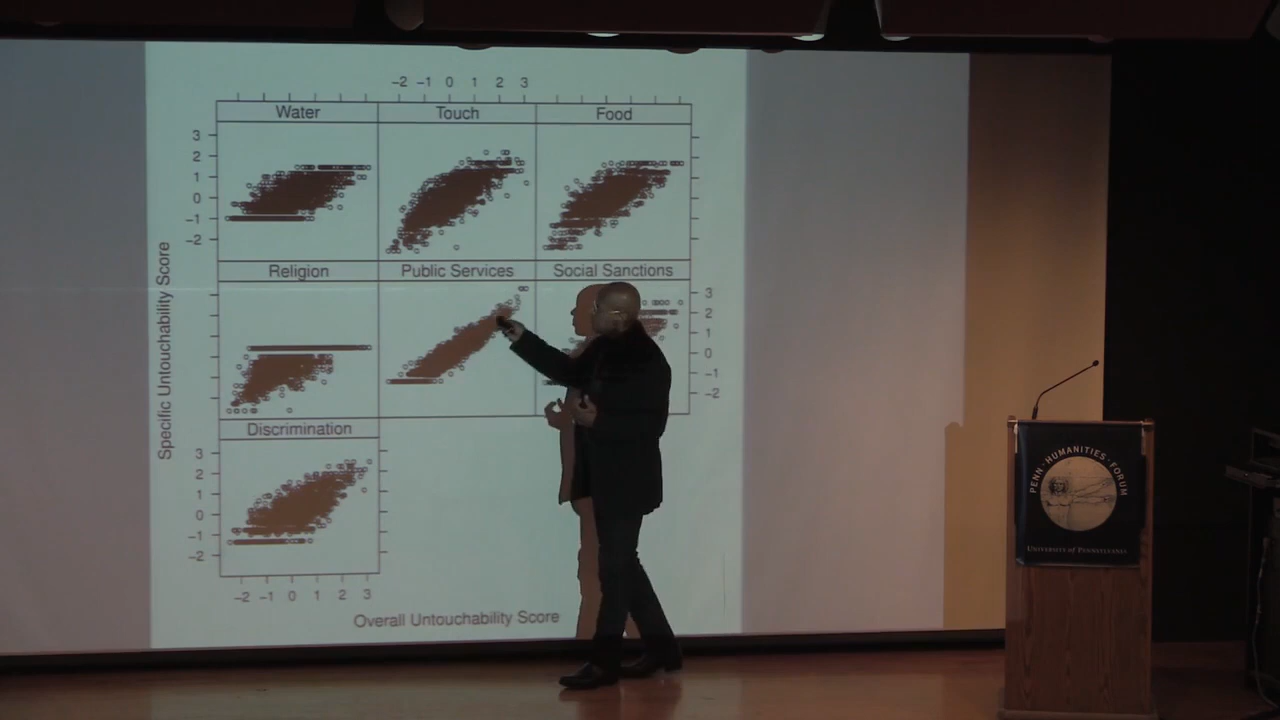 −2 −1 0 1 2 3
Water Touch Food
3
2
1
0
−1
−2
Religion Public Services Social Sanctions
3
2
1
0
−1
−2
Discrimination
3
2
1
0
−1
−2
−2 −1 0 1 2 3
Specific Untouchability Score
Overall Untouchability Score
PENN · HUMANITIES · FORUM
UNIVERSITY of PENNSYLVANIA